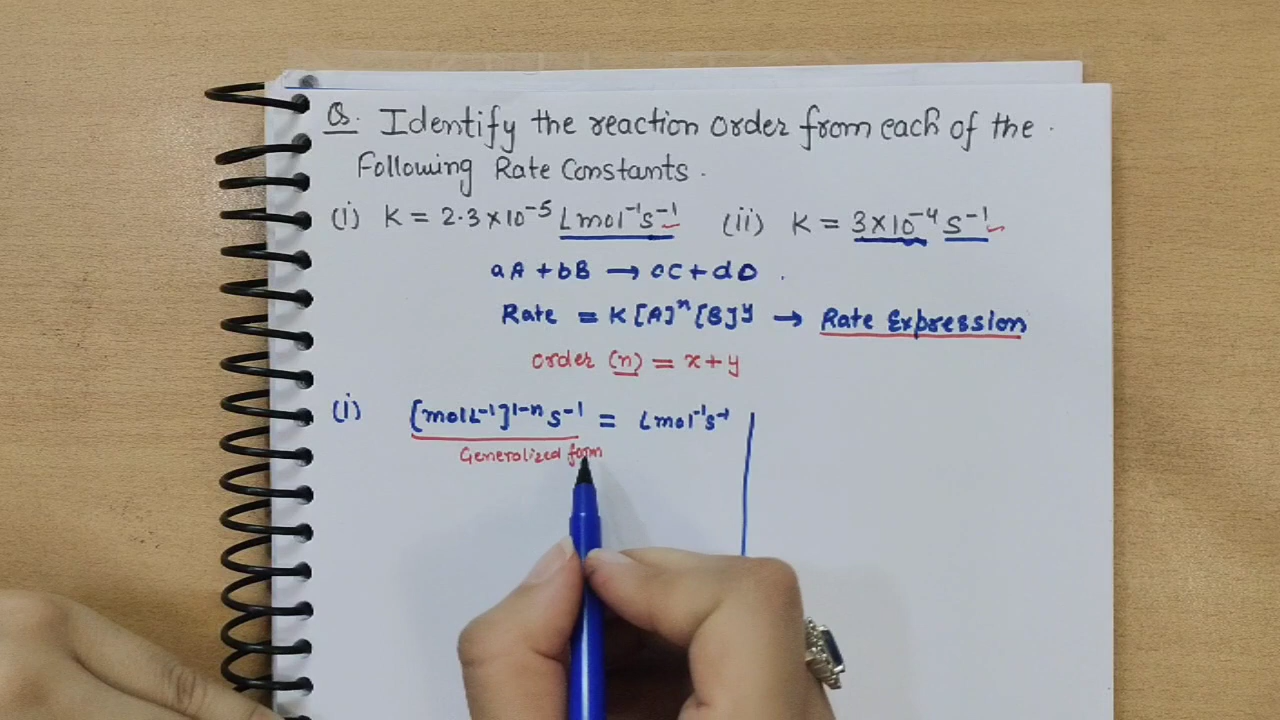 Q. Identify the reaction order from each of the .
Following Rate Constants .
(i) K = 2.3×10⁻⁵ Lmol⁻¹s⁻¹ (ii) K = 3×10⁻⁴ S⁻¹
aA + bB → cC + dD .
Rate = K[A]ˣ[B]ʸ → Rate Expression
order (n) = x+y
(i) [molL⁻¹]¹⁻ⁿ s⁻¹ = Lmol⁻¹s⁻¹
Generalized form